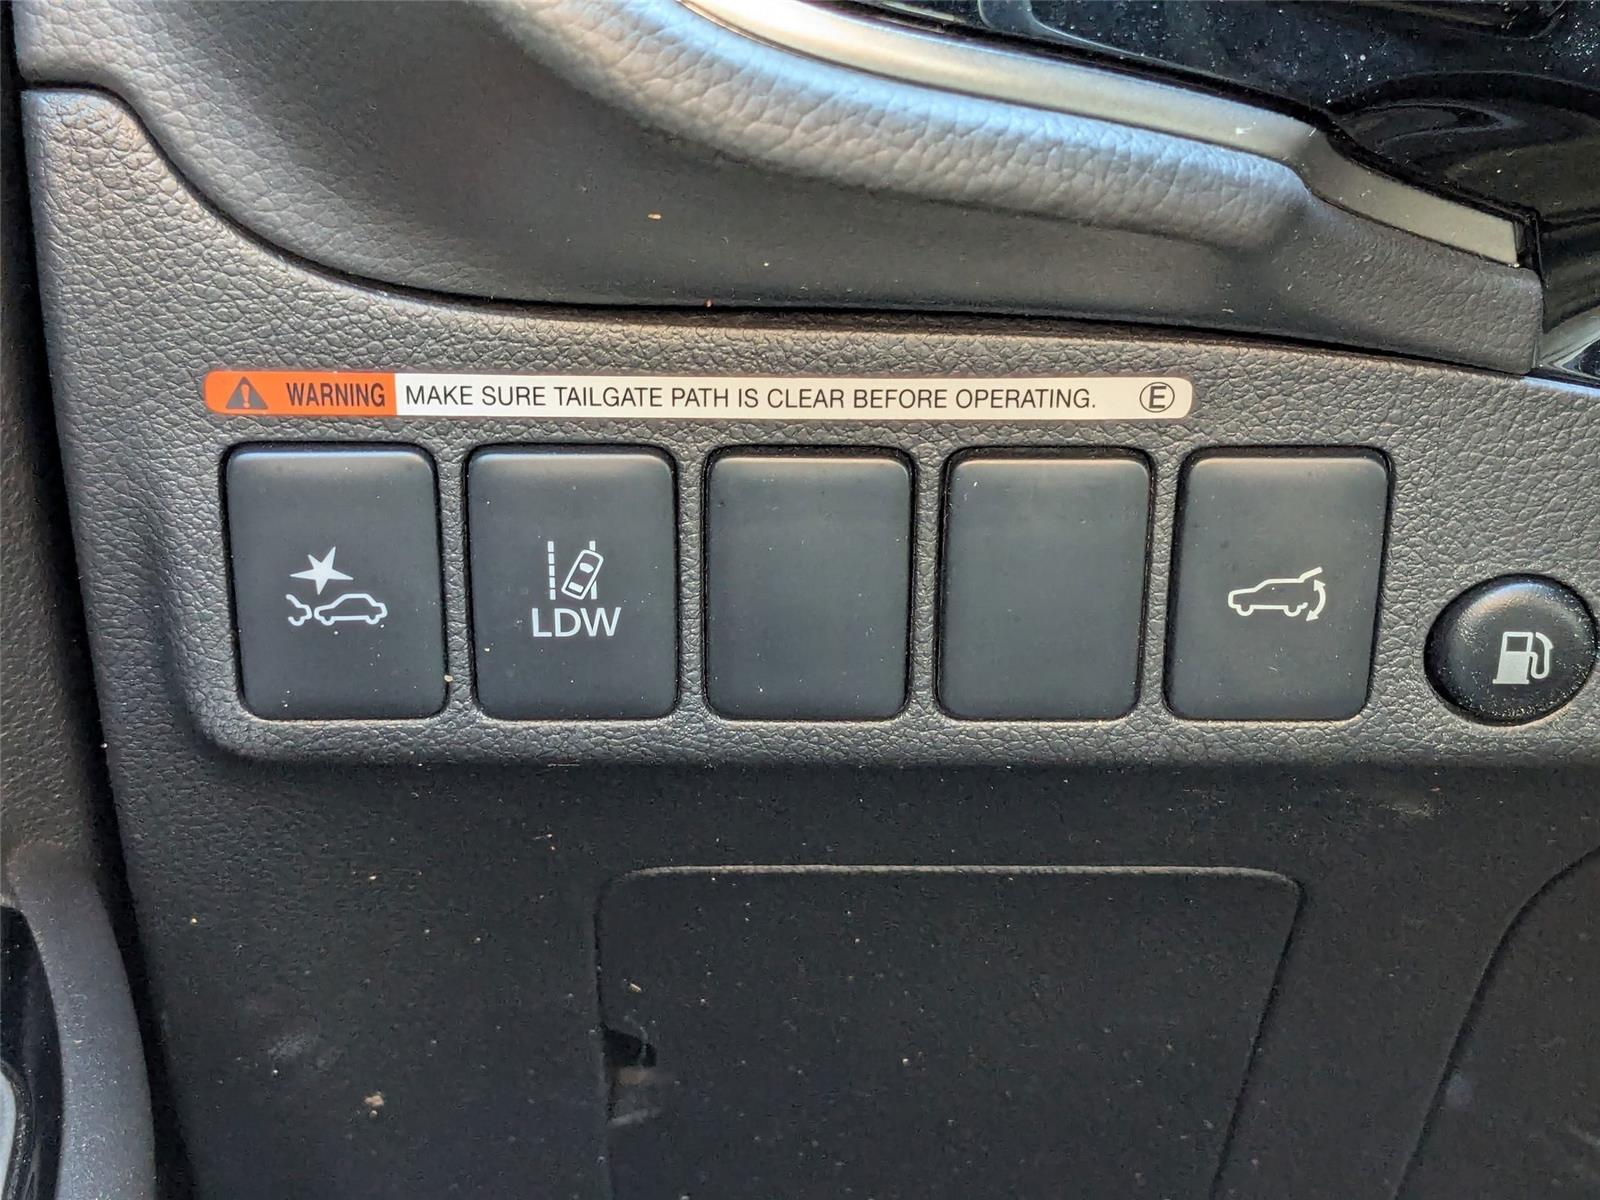 WARNING MAKE SURE TAILGATE PATH IS CLEAR BEFORE OPERATING. E
LDW